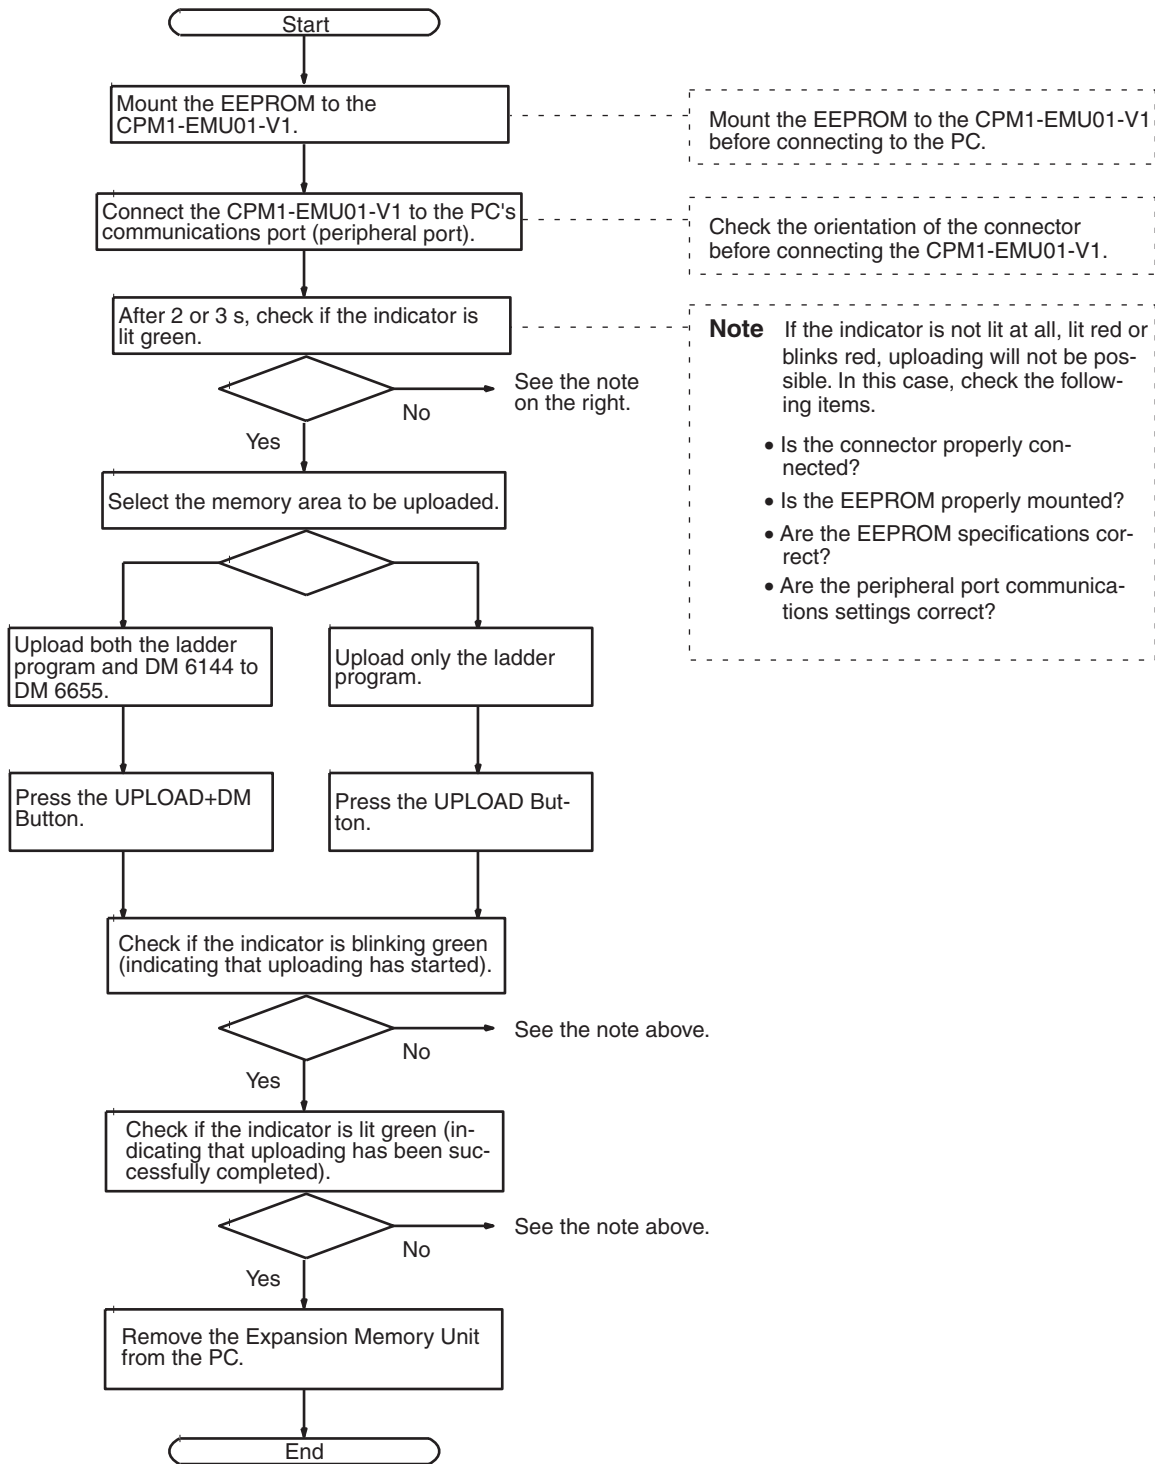 Start
Mount the EEPROM to the
CPM1-EMU01-V1.
Mount the EEPROM to the CPM1-EMU01-V1
before connecting to the PC.
Connect the CPM1-EMU01-V1 to the PC's
communications port (peripheral port).
Check the orientation of the connector
before connecting the CPM1-EMU01-V1.
After 2 or 3 s, check if the indicator is
lit green.
Note If the indicator is not lit at all, lit red or
blinks red, uploading will not be pos-
sible. In this case, check the follow-
ing items.
• Is the connector properly con-
nected?
• Is the EEPROM properly mounted?
• Are the EEPROM specifications cor-
rect?
• Are the peripheral port communica-
tions settings correct?
See the note
on the right.
No
Yes
Select the memory area to be uploaded.
Upload both the ladder
program and DM 6144 to
DM 6655.
Upload only the ladder
program.
Press the UPLOAD+DM
Button.
Press the UPLOAD But-
ton.
Check if the indicator is blinking green
(indicating that uploading has started).
See the note above.
No
Yes
Check if the indicator is lit green (in-
dicating that uploading has been suc-
cessfully completed).
See the note above.
No
Yes
Remove the Expansion Memory Unit
from the PC.
End